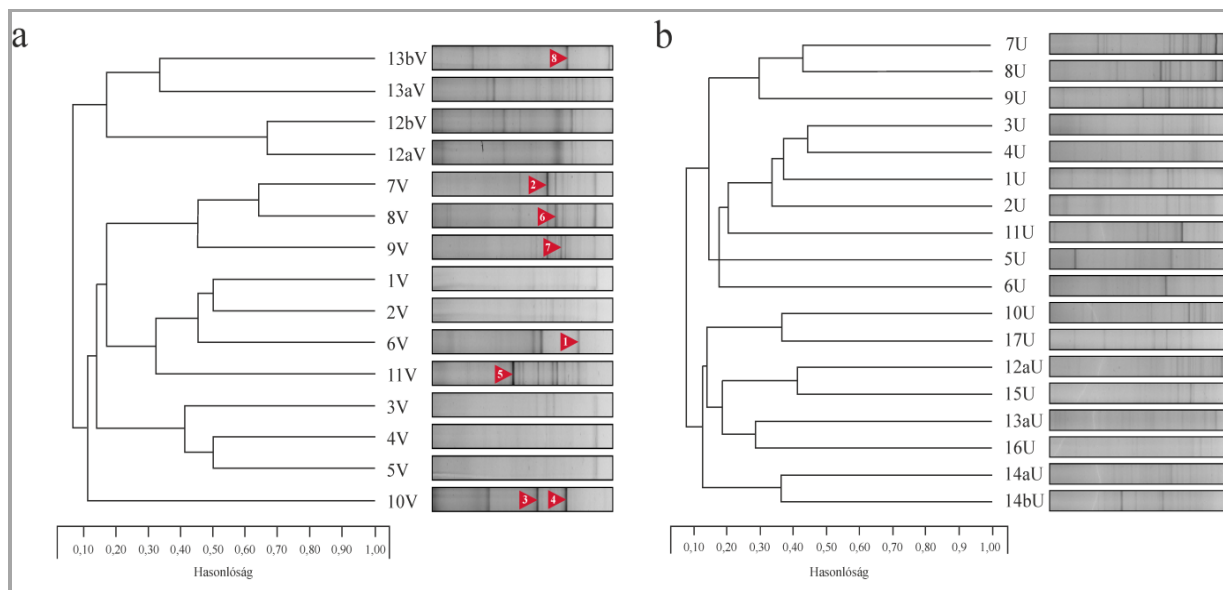 a
13bV 8
13aV
12bV
12aV
7V 2
8V 6
9V 7
1V
2V
6V 1
11V 5
3V
4V
5V
10V 3 4
0,10 0,20 0,30 0,40 0,50 0,60 0,70 0,80 0,90 1,00
Hasonlóság
b
7U
8U
9U
3U
4U
1U
2U
11U
5U
6U
10U
17U
12aU
15U
13aU
16U
14aU
14bU
0,10 0,20 0,30 0,40 0,50 0,60 0,70 0,80 0,9 1,00
Hasonlóság